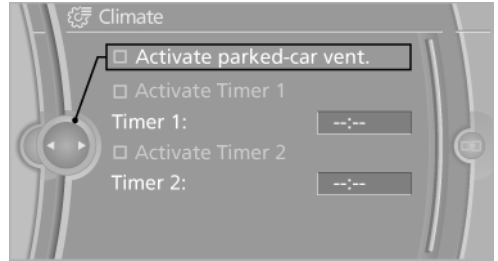 Climate
Activate parked-car vent.
Activate Timer 1
Timer 1: --:--
Activate Timer 2
Timer 2: --:--